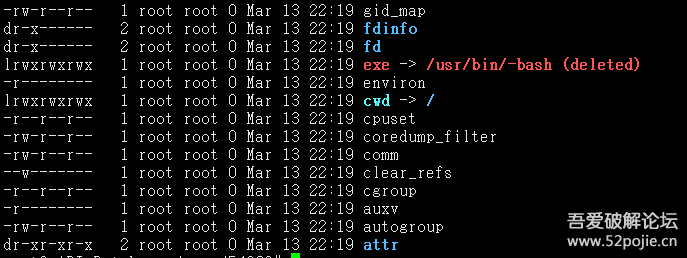 -rw-r--r-- 1 root root 0 Mar 13 22:19 gid_map
dr-x------ 2 root root 0 Mar 13 22:19 fdinfo
dr-x------ 2 root root 0 Mar 13 22:19 fd
lrwxrwxrwx 1 root root 0 Mar 13 22:19 exe -> /usr/bin/-bash (deleted)
-r-------- 1 root root 0 Mar 13 22:19 environ
lrwxrwxrwx 1 root root 0 Mar 13 22:19 cwd -> /
-r--r--r-- 1 root root 0 Mar 13 22:19 cpuset
-rw-r--r-- 1 root root 0 Mar 13 22:19 coredump_filter
-rw-r--r-- 1 root root 0 Mar 13 22:19 comm
--w------- 1 root root 0 Mar 13 22:19 clear_refs
-r--r--r-- 1 root root 0 Mar 13 22:19 cgroup
-r-------- 1 root root 0 Mar 13 22:19 auxv
-rw-r--r-- 1 root root 0 Mar 13 22:19 autogroup
dr-xr-xr-x 2 root root 0 Mar 13 22:19 attr
吾爱破解论坛
www.52pojie.cn